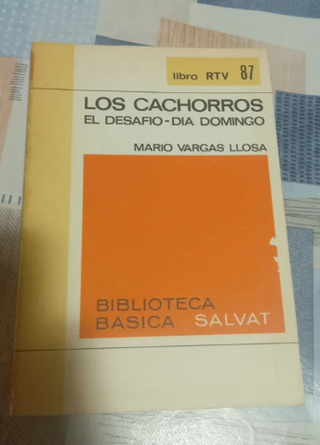 libro RTV 87
LOS CACHORROS
EL DESAFIO-DIA DOMINGO
MARIO VARGAS LLOSA
BIBLIOTECA
BASICA SALVAT